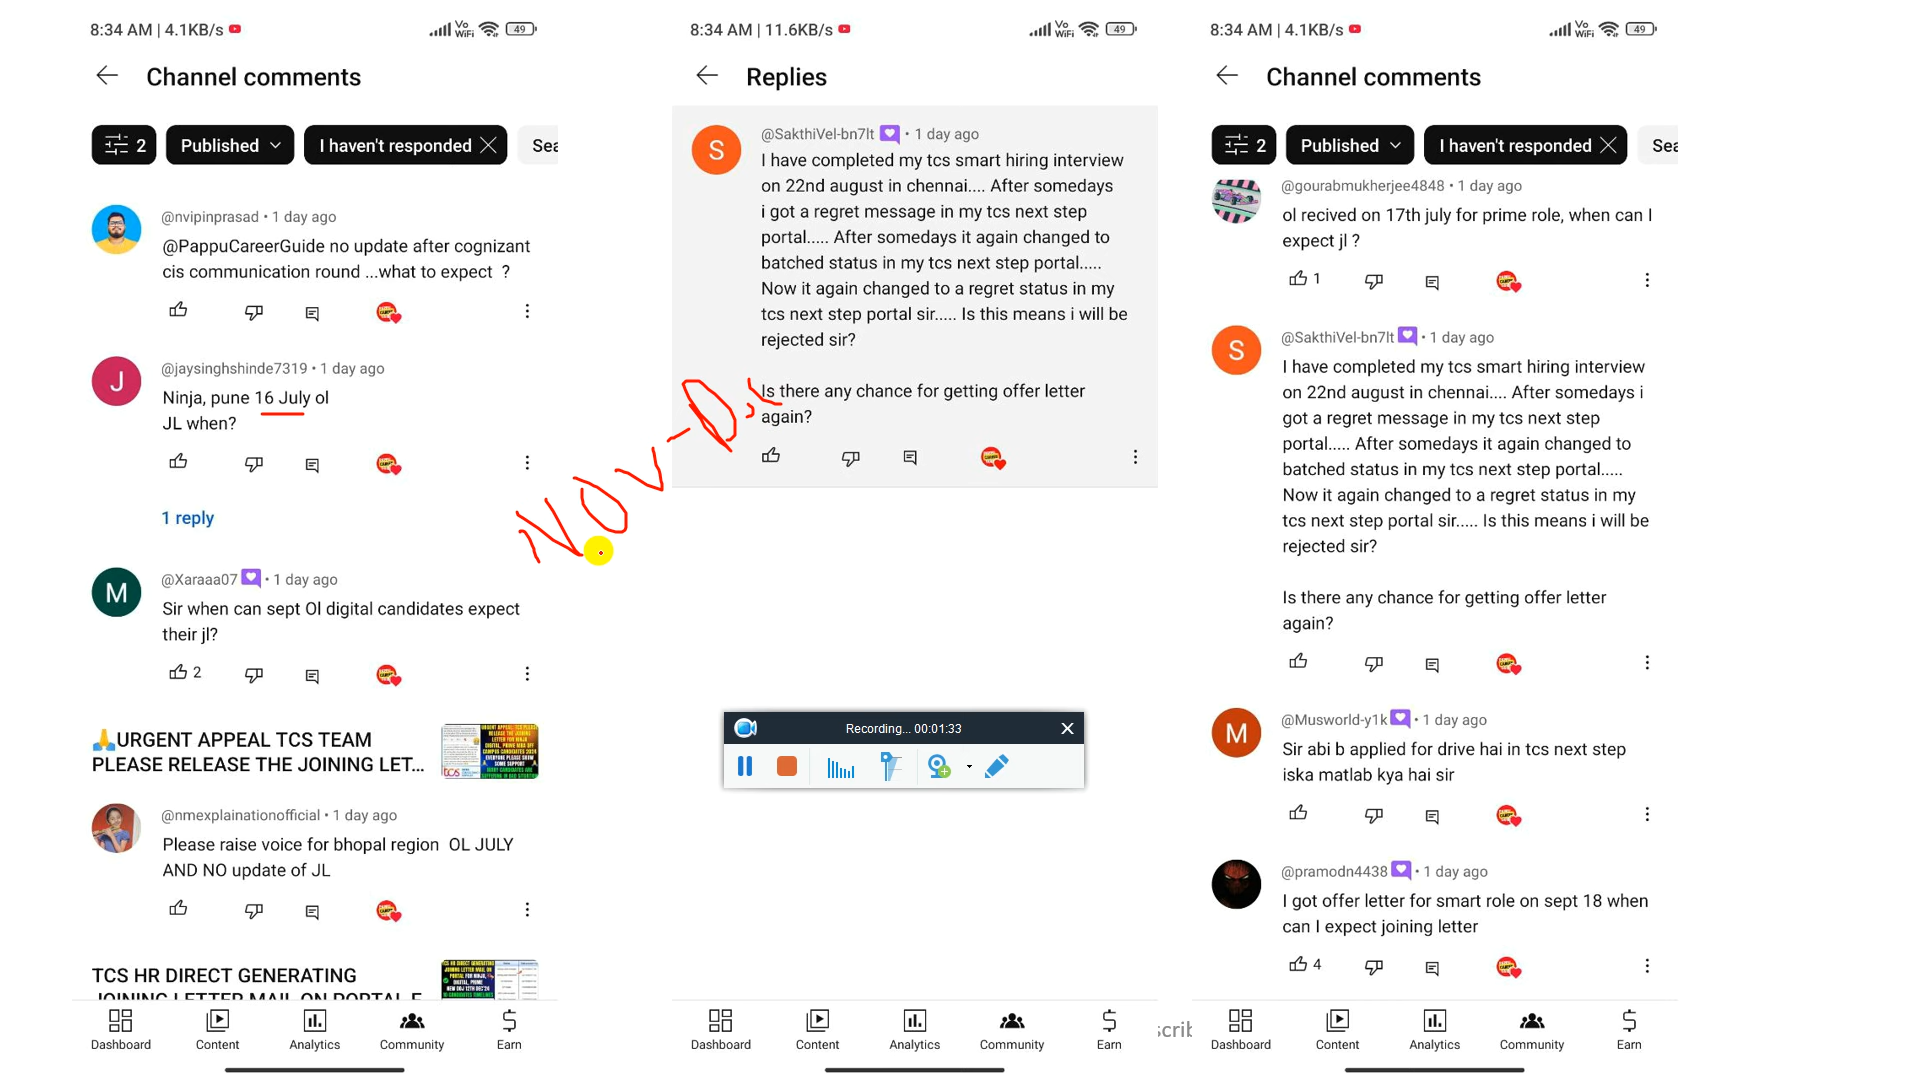 8:34 AM | 4.1KB/s
Vo
WiFi
49
Channel comments
2
Published
I haven't responded
Sea
@nvipinprasad • 1 day ago
@PappuCareerGuide no update after cognizant
cis communication round ...what to expect ?
@jaysinghshinde7319 • 1 day ago
Ninja, pune 16 July ol
JL when?
1 reply
@Xaraaa07 • 1 day ago
Sir when can sept Ol digital candidates expect
their jl?
2
🙏URGENT APPEAL TCS TEAM
PLEASE RELEASE THE JOINING LET...
@nmexplainationofficial • 1 day ago
Please raise voice for bhopal region OL JULY
AND NO update of JL
TCS HR DIRECT GENERATING
JOINING LETTER MAIL ON PORTAL F
Dashboard
Content
Analytics
Community
Earn
8:34 AM | 11.6KB/s
Vo
WiFi
49
Replies
@SakthiVel-bn7lt • 1 day ago
I have completed my tcs smart hiring interview
on 22nd august in chennai.... After somedays
i got a regret message in my tcs next step
portal..... After somedays it again changed to
batched status in my tcs next step portal.....
Now it again changed to a regret status in my
tcs next step portal sir..... Is this means i will be
rejected sir?
Is there any chance for getting offer letter
again?
NOV-D
Recording... 00:01:33
Dashboard
Content
Analytics
Community
Earn
scrib
8:34 AM | 4.1KB/s
Vo
WiFi
49
Channel comments
2
Published
I haven't responded
Sea
@gourabmukherjee4848 • 1 day ago
ol recived on 17th july for prime role, when can I
expect jl ?
1
@SakthiVel-bn7lt • 1 day ago
I have completed my tcs smart hiring interview
on 22nd august in chennai.... After somedays i
got a regret message in my tcs next step
portal..... After somedays it again changed to
batched status in my tcs next step portal.....
Now it again changed to a regret status in my
tcs next step portal sir..... Is this means i will be
rejected sir?
Is there any chance for getting offer letter
again?
@Musworld-y1k • 1 day ago
Sir abi b applied for drive hai in tcs next step
iska matlab kya hai sir
@pramodn4438 • 1 day ago
I got offer letter for smart role on sept 18 when
can I expect joining letter
4
Dashboard
Content
Analytics
Community
Earn